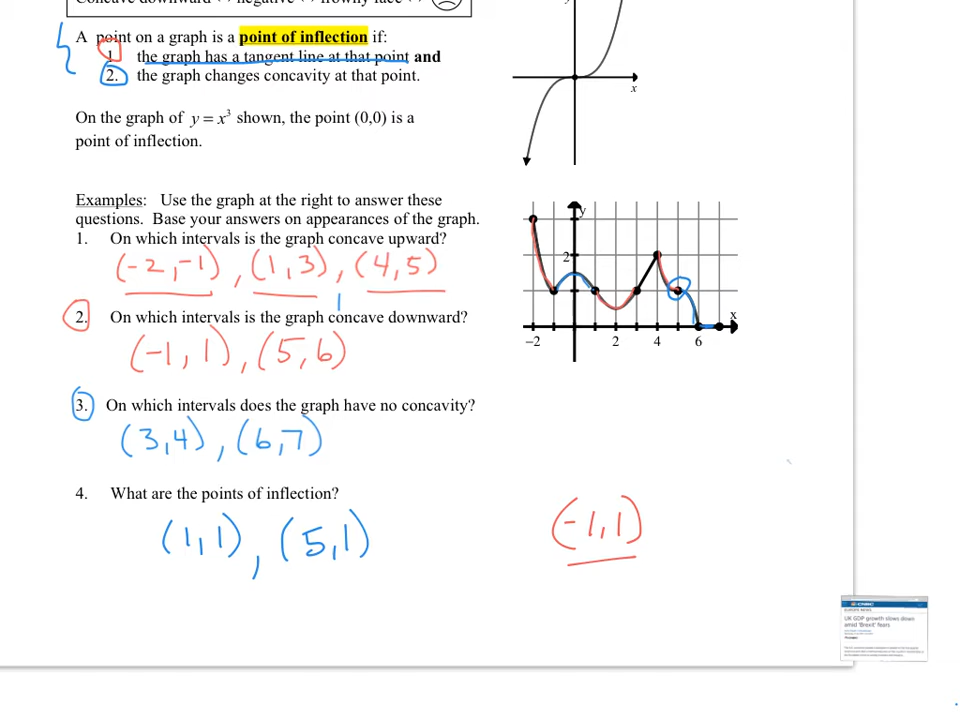 A point on a graph is a point of inflection if:
1. the graph has a tangent line at that point and
2. the graph changes concavity at that point.
x
On the graph of y = x³ shown, the point (0,0) is a
point of inflection.
Examples: Use the graph at the right to answer these
questions. Base your answers on appearances of the graph.
1. On which intervals is the graph concave upward?
(-2,-1), (1,3), (4,5)
2. On which intervals is the graph concave downward?
(-1,1), (5,6)
y
2
x
-2 2 4 6
3. On which intervals does the graph have no concavity?
(3,4), (6,7)
4. What are the points of inflection?
(1,1), (5,1)
(-1,1)
CNBC
EUROPE NEWS
UK GDP growth slows down
amid 'Brexit' fears